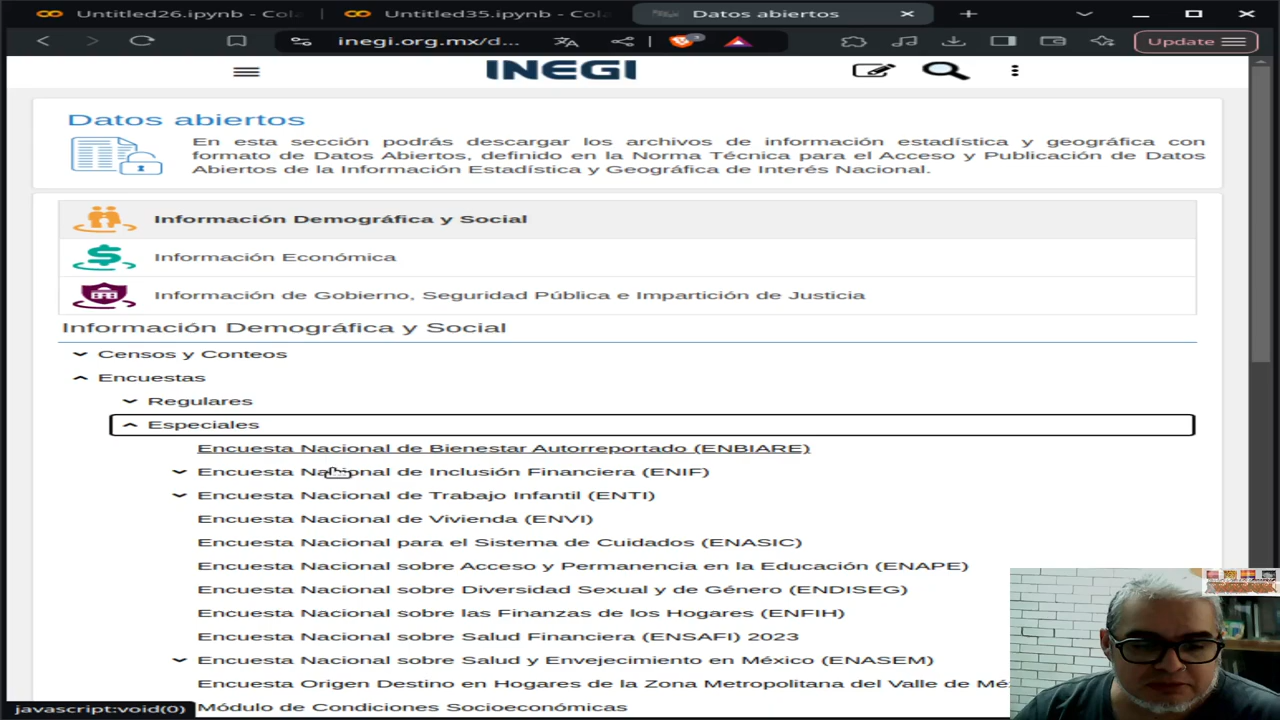 Untitled26.ipynb - Cola
Untitled35.ipynb - Cola
Datos abiertos
inegi.org.mx/d...
Update
INEGI
Datos abiertos
En esta sección podrás descargar los archivos de información estadística y geográfica con
formato de Datos Abiertos, definido en la Norma Técnica para el Acceso y Publicación de Datos
Abiertos de la Información Estadística y Geográfica de Interés Nacional.
Información Demográfica y Social
Información Económica
Información de Gobierno, Seguridad Pública e Impartición de Justicia
Información Demográfica y Social
Censos y Conteos
Encuestas
Regulares
Especiales
Encuesta Nacional de Bienestar Autorreportado (ENBIARE)
Encuesta Nacional de Inclusión Financiera (ENIF)
Encuesta Nacional de Trabajo Infantil (ENTI)
Encuesta Nacional de Vivienda (ENVI)
Encuesta Nacional para el Sistema de Cuidados (ENASIC)
Encuesta Nacional sobre Acceso y Permanencia en la Educación (ENAPE)
Encuesta Nacional sobre Diversidad Sexual y de Género (ENDISEG)
Encuesta Nacional sobre las Finanzas de los Hogares (ENFIH)
Encuesta Nacional sobre Salud Financiera (ENSAFI) 2023
Encuesta Nacional sobre Salud y Envejecimiento en México (ENASEM)
Encuesta Origen Destino en Hogares de la Zona Metropolitana del Valle de Mé
javascript:void(0)
Módulo de Condiciones Socioeconómicas